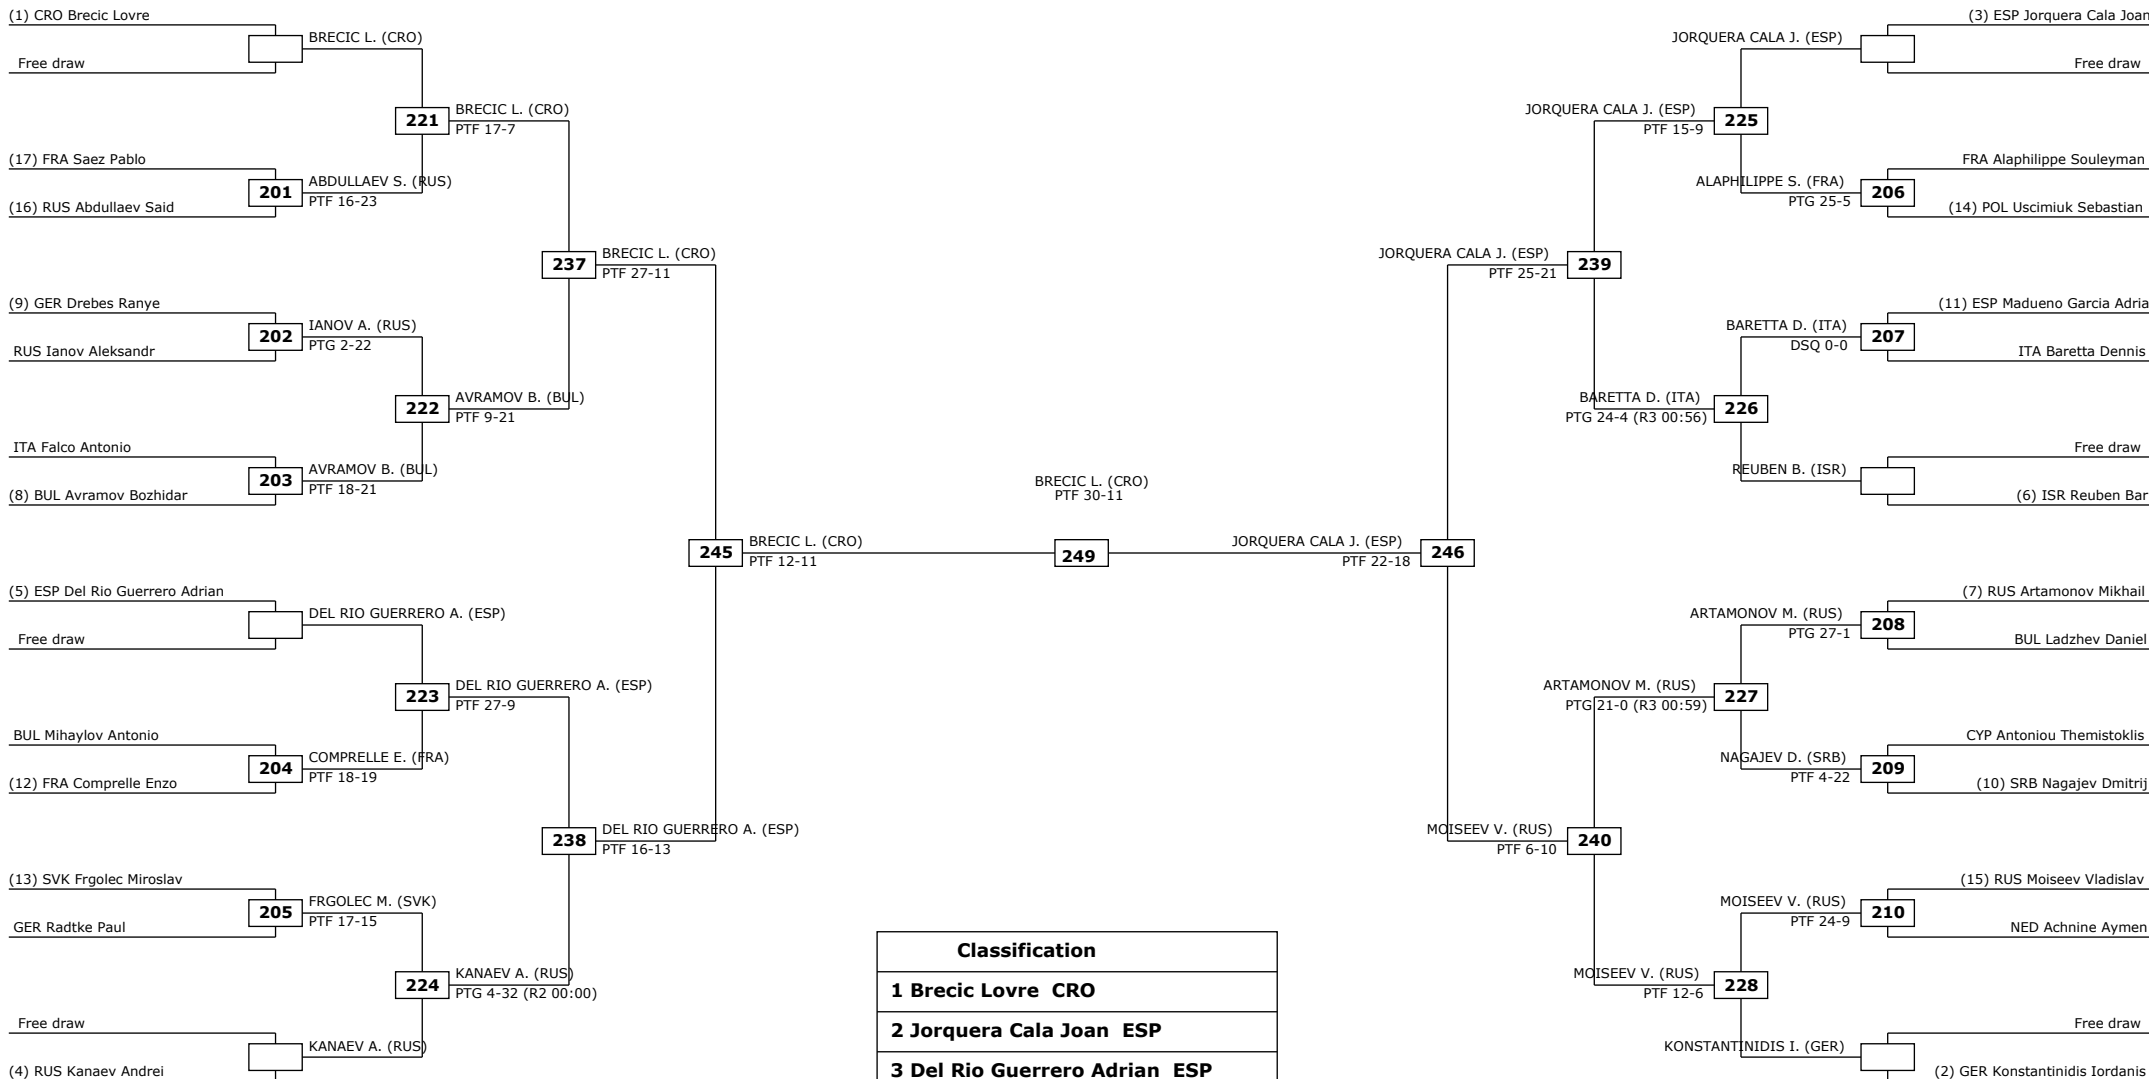 (1) CRO Brecic Lovre
BRECIC L. (CRO)
Free draw
221
BRECIC L. (CRO)
PTF 17-7
(17) FRA Saez Pablo
201
ABDULLAEV S. (RUS)
PTF 16-23
(16) RUS Abdullaev Said
237
BRECIC L. (CRO)
PTF 27-11
(9) GER Drebes Ranye
202
IANOV A. (RUS)
PTG 2-22
RUS Ianov Aleksandr
222
AVRAMOV B. (BUL)
PTF 9-21
ITA Falco Antonio
203
AVRAMOV B. (BUL)
PTF 18-21
(8) BUL Avramov Bozhidar
245
BRECIC L. (CRO)
PTF 12-11
(5) ESP Del Rio Guerrero Adrian
DEL RIO GUERRERO A. (ESP)
Free draw
223
DEL RIO GUERRERO A. (ESP)
PTF 27-9
BUL Mihaylov Antonio
204
COMPRELLE E. (FRA)
PTF 18-19
(12) FRA Comprelle Enzo
238
DEL RIO GUERRERO A. (ESP)
PTF 16-13
(13) SVK Frgolec Miroslav
205
FRGOLEC M. (SVK)
PTF 17-15
GER Radtke Paul
224
KANAEV A. (RUS)
PTG 4-32 (R2 00:00)
Free draw
KANAEV A. (RUS)
(4) RUS Kanaev Andrei
BRECIC L. (CRO)
PTF 30-11
249
(3) ESP Jorquera Cala Joan
JORQUERA CALA J. (ESP)
Free draw
JORQUERA CALA J. (ESP)
PTF 15-9
225
FRA Alaphilippe Souleyman
ALAPHILIPPE S. (FRA)
PTG 25-5
206
(14) POL Uscimiuk Sebastian
JORQUERA CALA J. (ESP)
PTF 25-21
239
(11) ESP Madueno Garcia Adria
BARETTA D. (ITA)
DSQ 0-0
207
ITA Baretta Dennis
BARETTA D. (ITA)
PTG 24-4 (R3 00:56)
226
Free draw
REUBEN B. (ISR)
(6) ISR Reuben Bar
JORQUERA CALA J. (ESP)
PTF 22-18
246
(7) RUS Artamonov Mikhail
ARTAMONOV M. (RUS)
PTG 27-1
208
BUL Ladzhev Daniel
ARTAMONOV M. (RUS)
PTG 21-0 (R3 00:59)
227
CYP Antoniou Themistoklis
NAGAJEV D. (SRB)
PTF 4-22
209
(10) SRB Nagajev Dmitrij
MOISEEV V. (RUS)
PTF 6-10
240
(15) RUS Moiseev Vladislav
MOISEEV V. (RUS)
PTF 24-9
210
NED Achnine Aymen
MOISEEV V. (RUS)
PTF 12-6
228
Free draw
KONSTANTINIDIS I. (GER)
(2) GER Konstantinidis Iordanis
Classification
1 Brecic Lovre CRO
2 Jorquera Cala Joan ESP
3 Del Rio Guerrero Adrian ESP